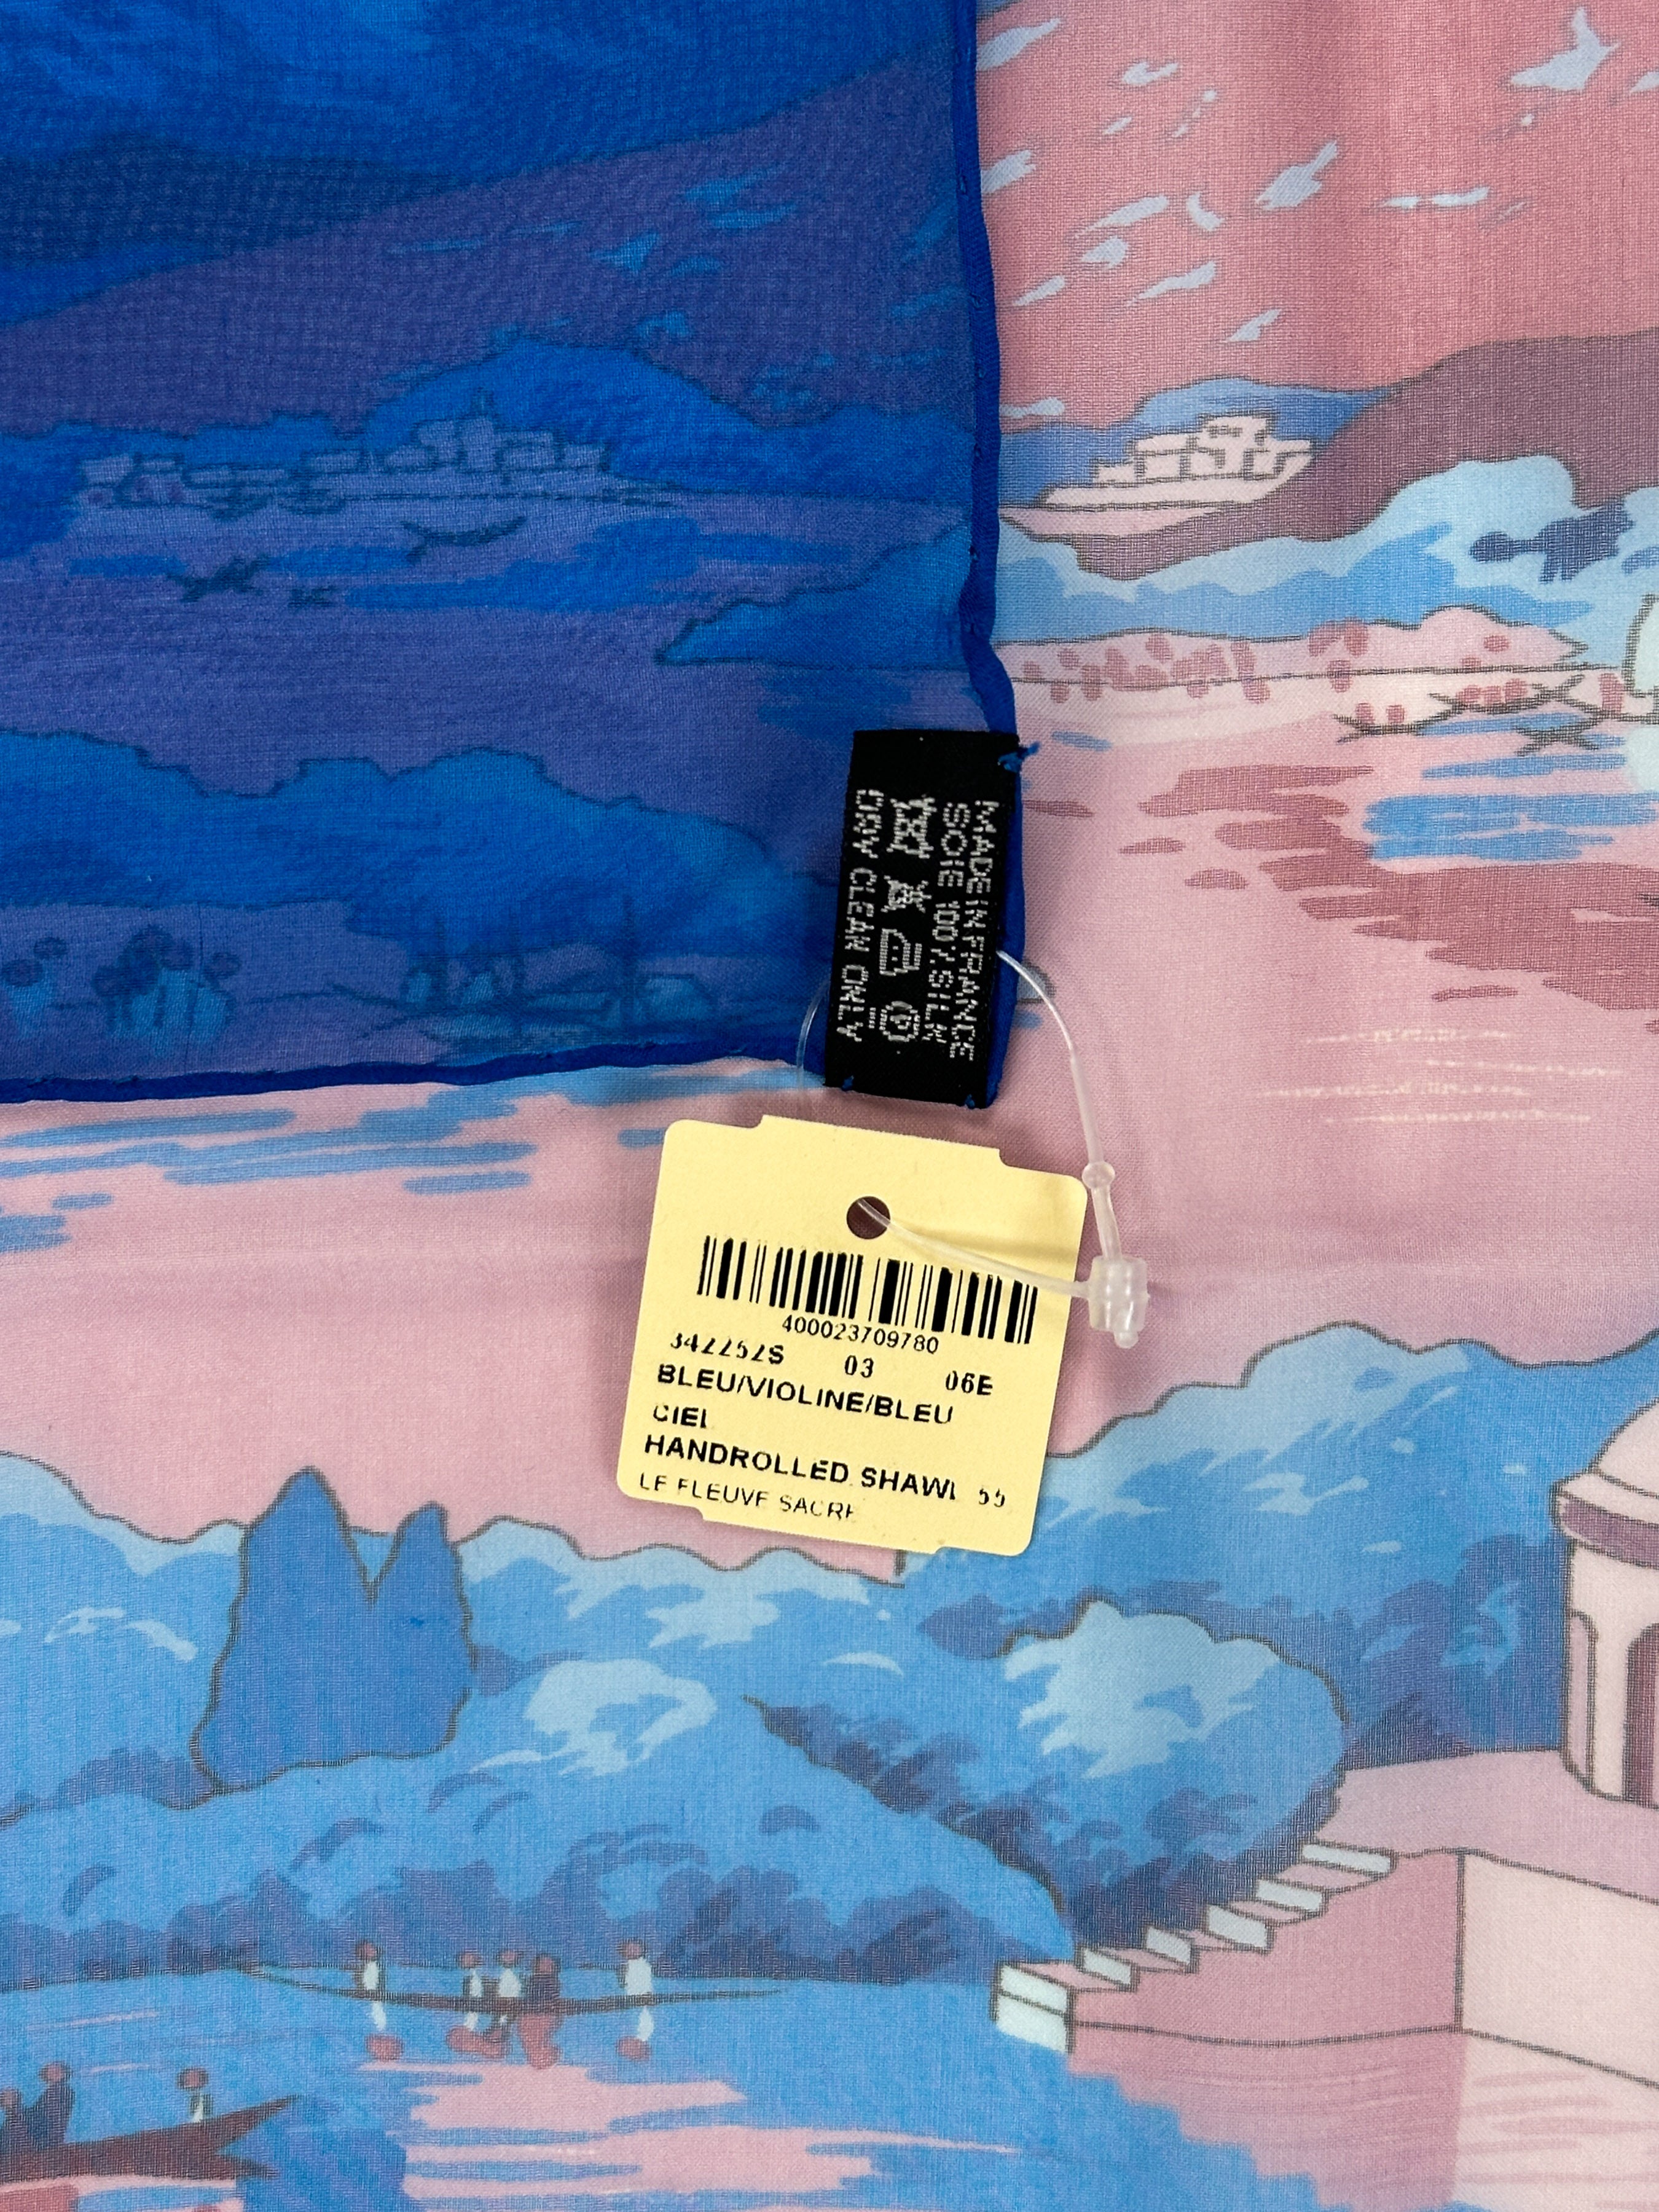 MADE IN FRANCE
SOIE 100% SILK
DRY CLEAN ONLY
400023709780
342252S 03 06E
BLEU/VIOLINE/BLEU
CIEL
HANDROLLED SHAWL 55
LE FLEUVE SACRE